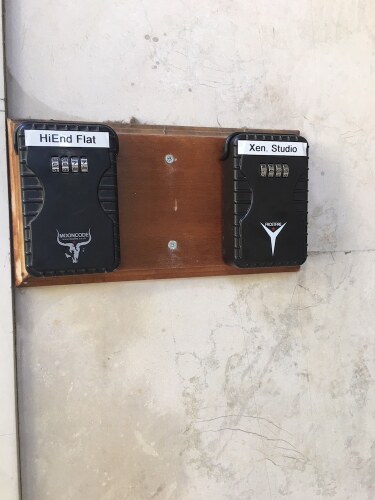 HiEnd Flat
MOONCODE
Xen. Studio